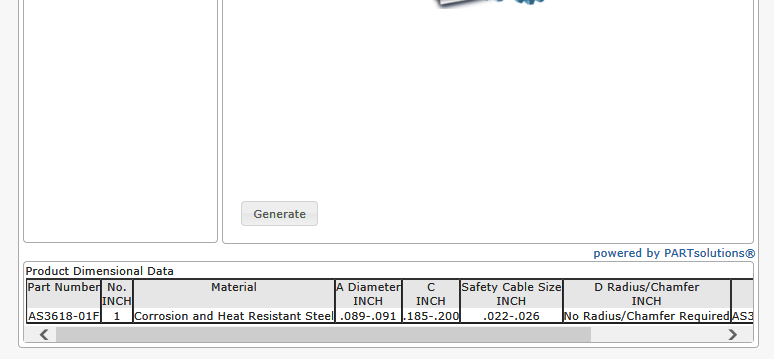 Generate
powered by PARTsolutions®
Product Dimensional Data
Part Number No. Material A Diameter C Safety Cable Size D Radius/Chamfer
INCH INCH INCH INCH INCH
AS3618-01F 1 Corrosion and Heat Resistant Steel .089-.091 .185-.200 .022-.026 No Radius/Chamfer Required AS3